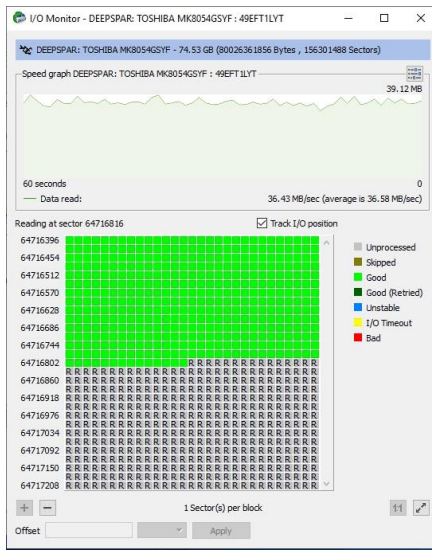 I/O Monitor - DEEPSPAR: TOSHIBA MK8054GSYF : 49EFT1LYT
DEEPSPAR: TOSHIBA MK8054GSYF - 74.53 GB (80026361856 Bytes , 156301488 Sectors)
Speed graph DEEPSPAR: TOSHIBA MK8054GSYF : 49EFT1LYT
39.12 MB
60 seconds 0
Data read: 36.43 MB/sec (average is 36.58 MB/sec)
Reading at sector 64716816 Track I/O position
64716396 Unprocessed
64716454 Skipped
64716512 Good
64716570 Good (Retried)
64716628 Unstable
64716686 I/O Timeout
64716744 Bad
64716802
64716860
64716918
64716976
64717034
64717092
64717150
64717208
1 Sector(s) per block 1:1
Offset Apply